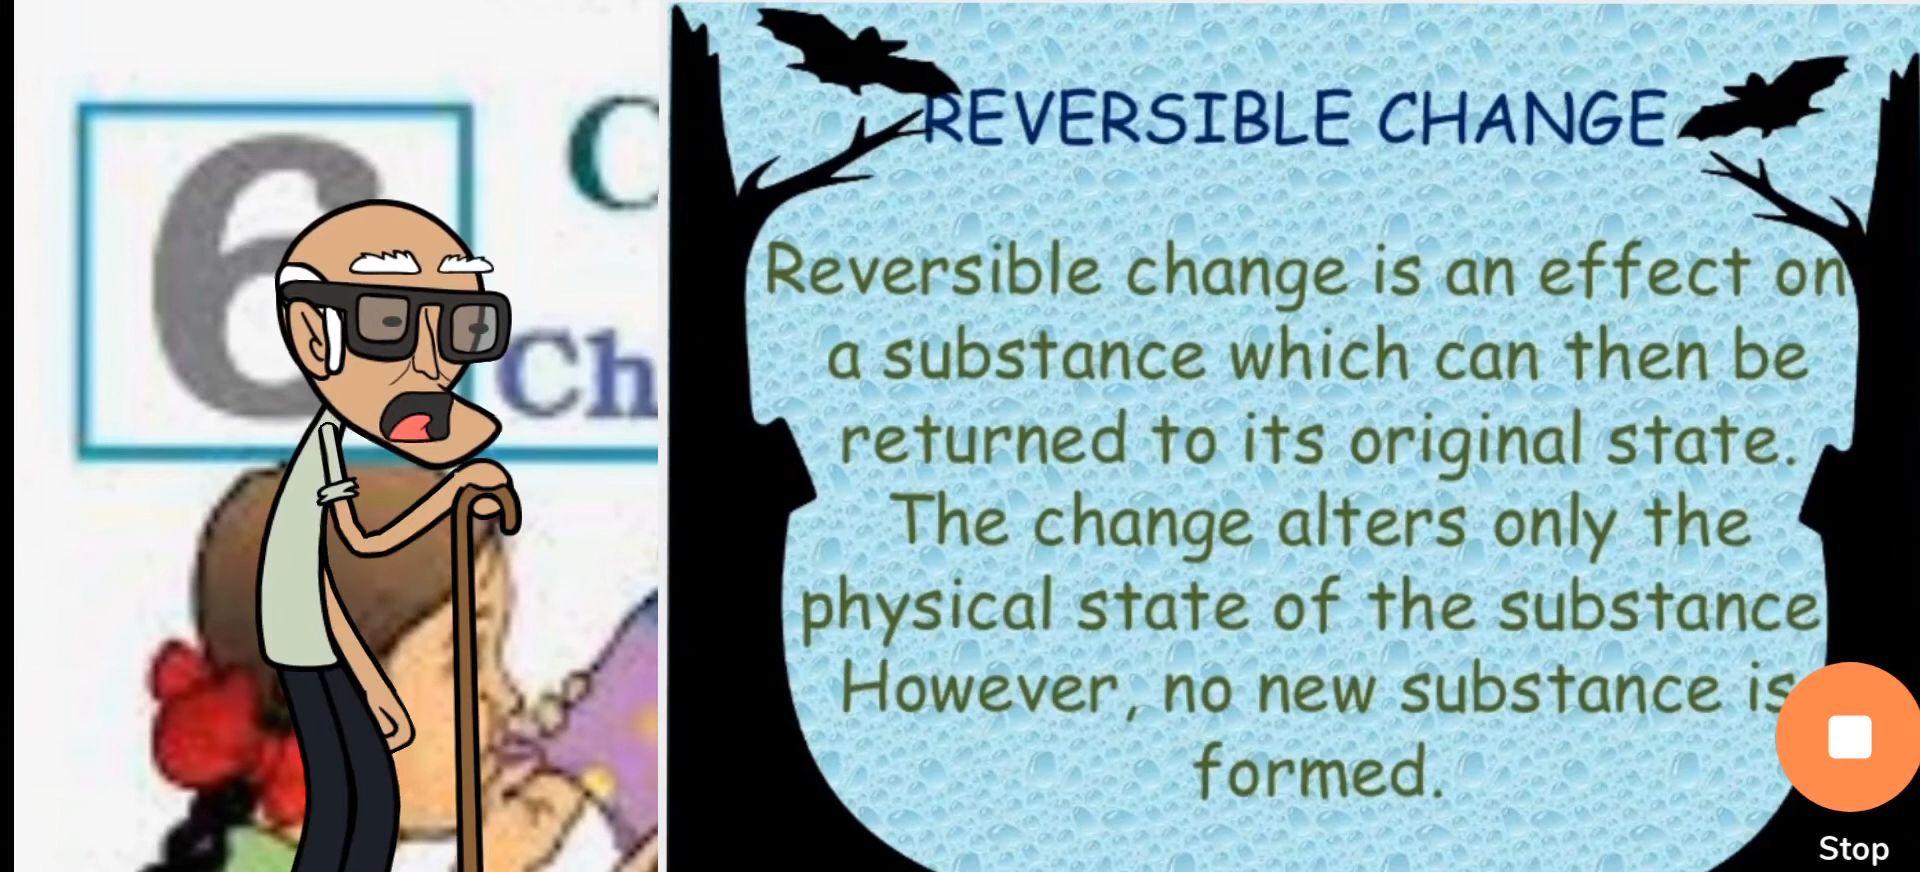 6
C
Ch
REVERSIBLE CHANGE
Reversible change is an effect on
a substance which can then be
returned to its original state.
The change alters only the
physical state of the substance
However, no new substance is
formed.
Stop